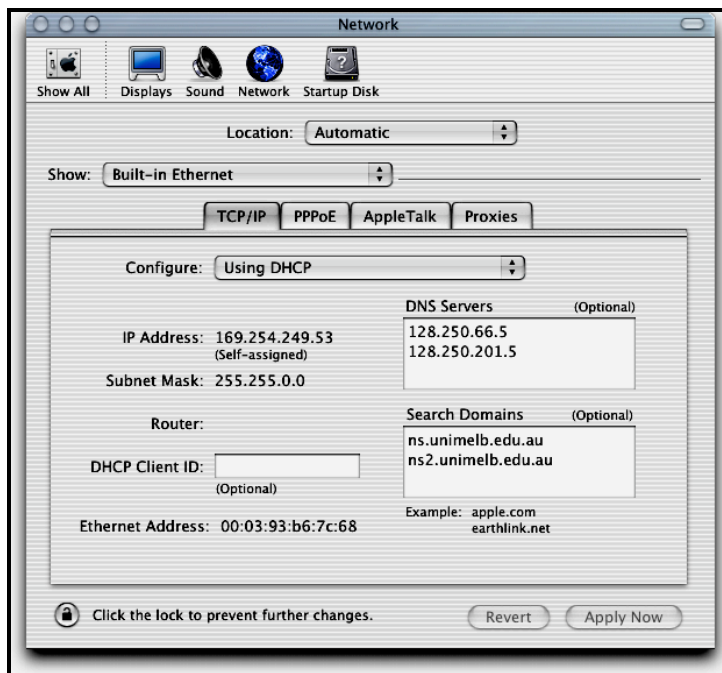 Network
Show All Displays Sound Network Startup Disk
Location: Automatic
Show: Built-in Ethernet
TCP/IP PPPoE AppleTalk Proxies
Configure: Using DHCP
DNS Servers (Optional)
128.250.66.5
128.250.201.5
IP Address: 169.254.249.53
(Self-assigned)
Subnet Mask: 255.255.0.0
Search Domains (Optional)
ns.unimelb.edu.au
ns2.unimelb.edu.au
Router:
DHCP Client ID:
(Optional)
Example: apple.com
earthlink.net
Ethernet Address: 00:03:93:b6:7c:68
Click the lock to prevent further changes.
Revert Apply Now